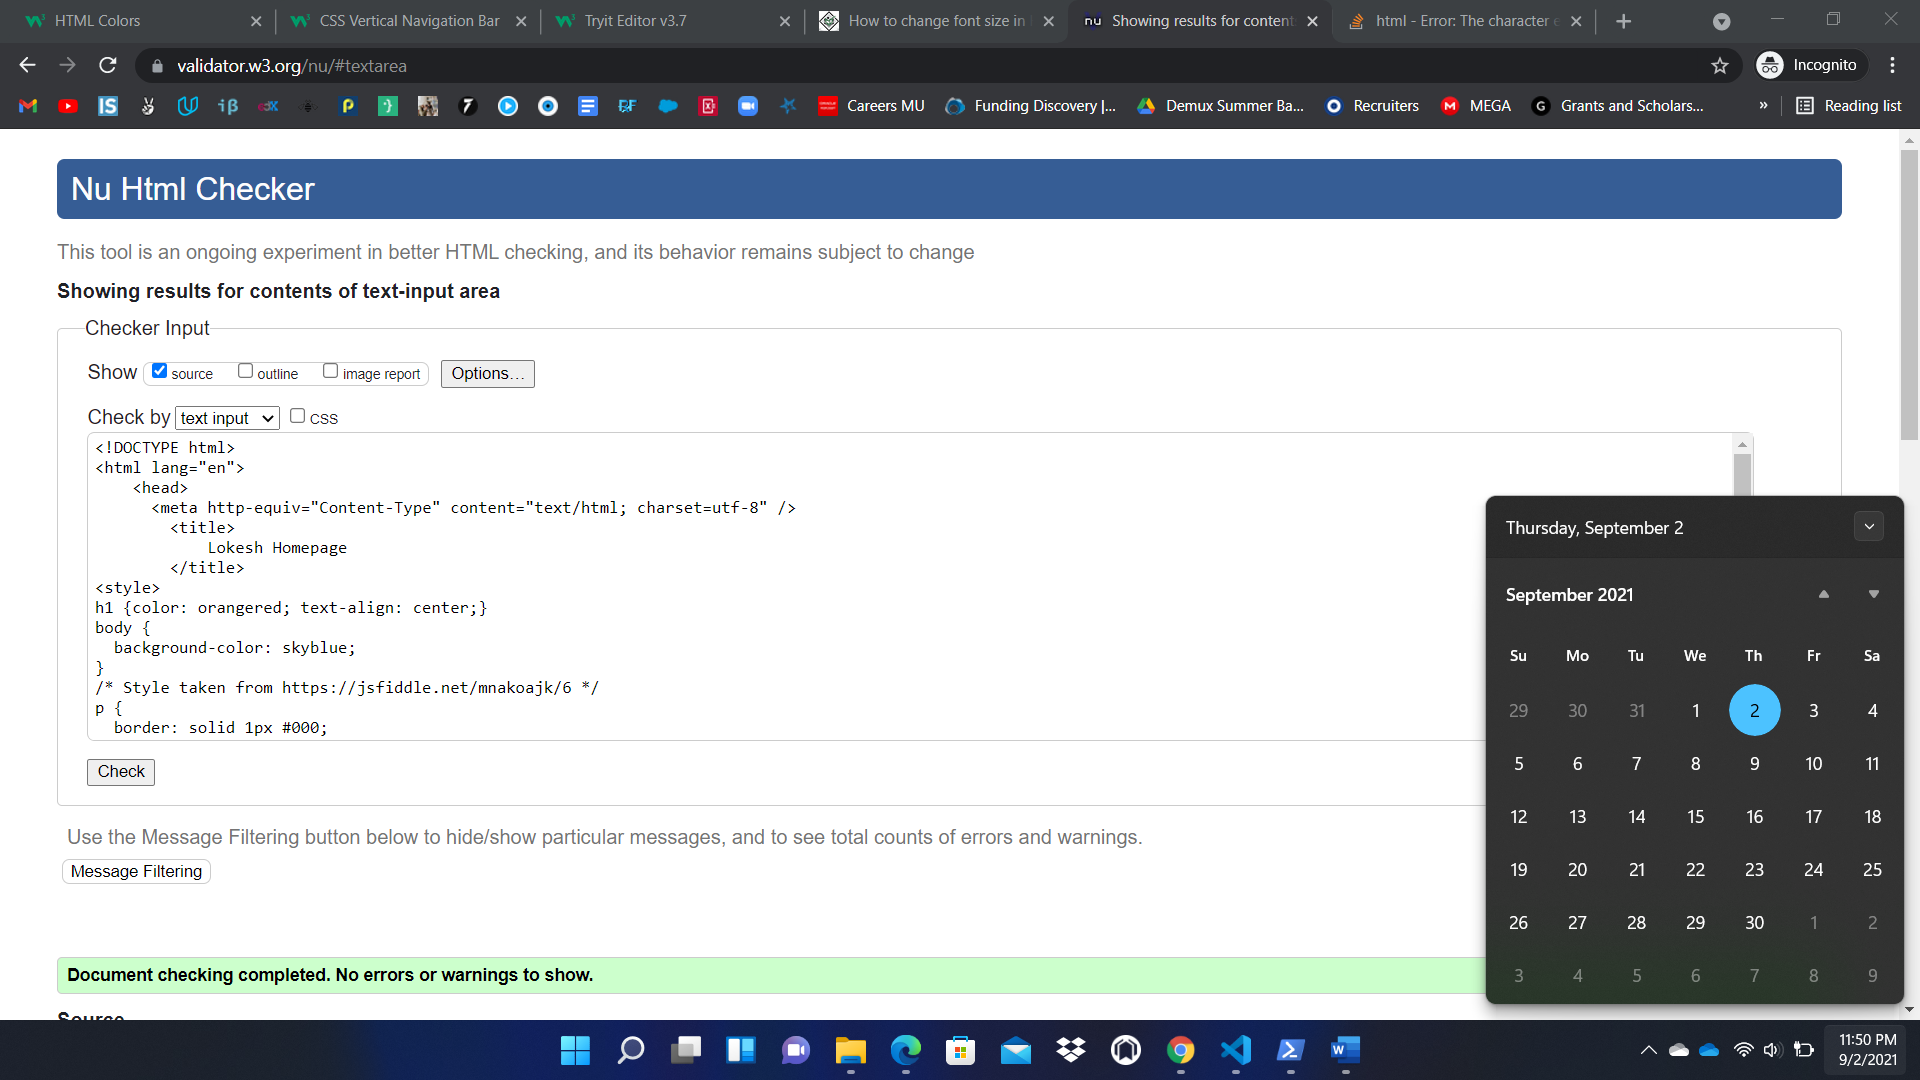 HTML Colors
CSS Vertical Navigation Bar
Tryit Editor v3.7
How to change font size in
Showing results for content
html - Error: The character
validator.w3.org/nu/#textarea
Incognito
Careers MU
Funding Discovery |...
Demux Summer Ba...
Recruiters
MEGA
Grants and Scholars...
»
Reading list
Nu Html Checker
This tool is an ongoing experiment in better HTML checking, and its behavior remains subject to change
Showing results for contents of text-input area
Checker Input
Show source outline image report Options...
Check by text input CSS
<!DOCTYPE html>
<html lang="en">
<head>
<meta http-equiv="Content-Type" content="text/html; charset=utf-8" />
<title>
Lokesh Homepage
</title>
<style>
h1 {color: orangered; text-align: center;}
body {
background-color: skyblue;
}
/* Style taken from https://jsfiddle.net/mnakoajk/6 */
p {
border: solid 1px #000;
Check
Use the Message Filtering button below to hide/show particular messages, and to see total counts of errors and warnings.
Message Filtering
Document checking completed. No errors or warnings to show.
Source
Thursday, September 2
September 2021
Su Mo Tu We Th Fr Sa
29 30 31 1 2 3 4
5 6 7 8 9 10 11
12 13 14 15 16 17 18
19 20 21 22 23 24 25
26 27 28 29 30 1 2
3 4 5 6 7 8 9
11:50 PM
9/2/2021